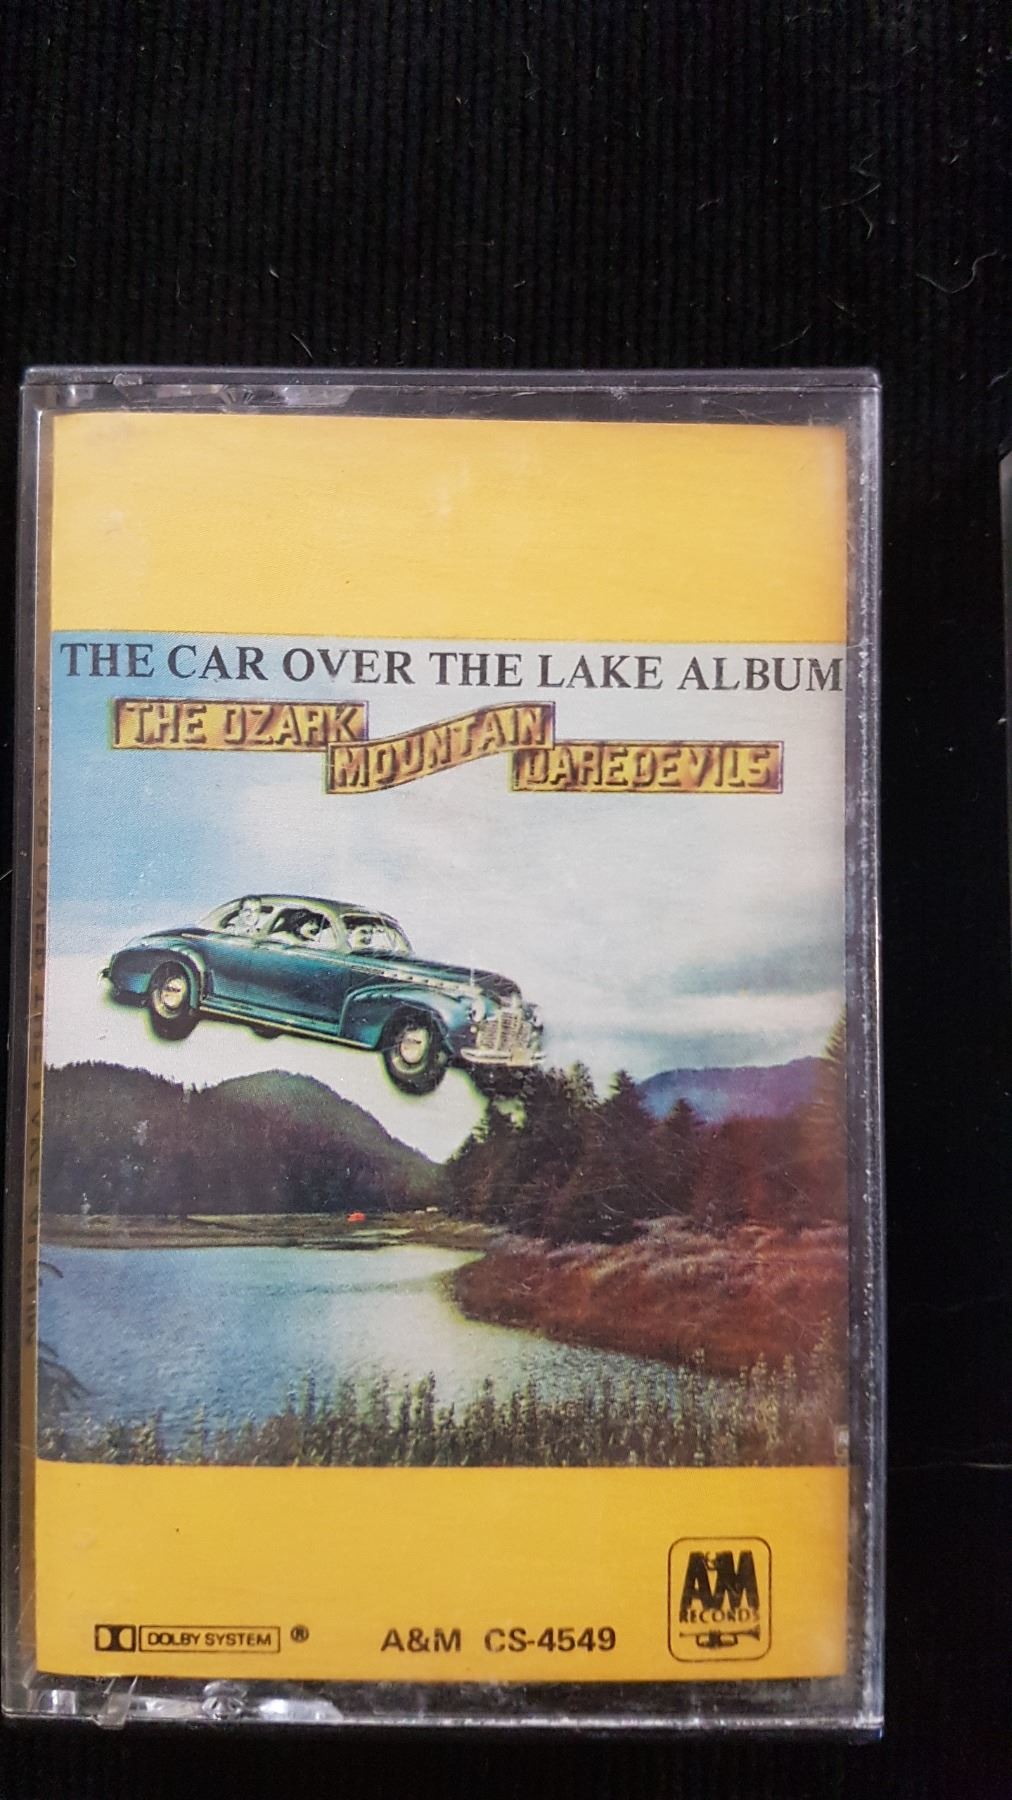 THE CAR OVER THE LAKE ALBUM
THE OZARK
MOUNTAIN
DAREDEVILS
DOLBY SYSTEM ®
A&M CS-4549
A&M
RECORDS